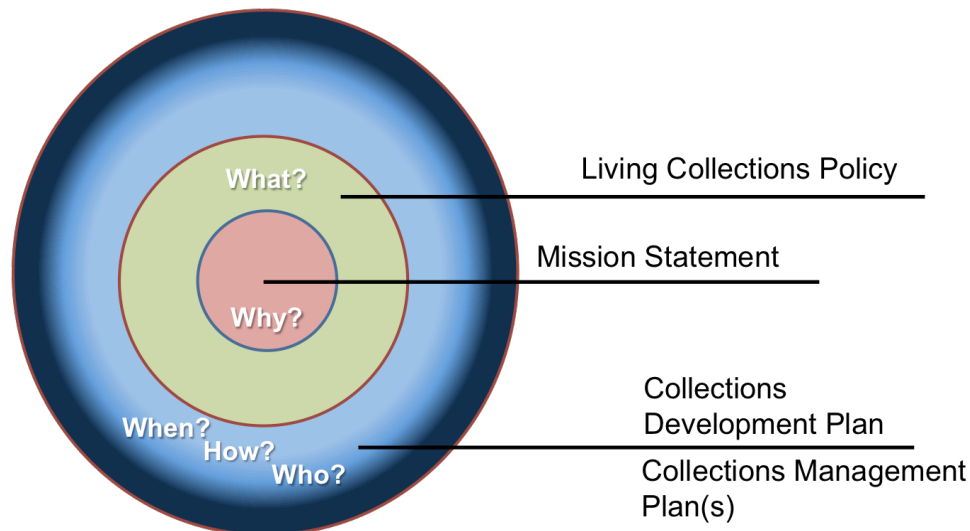 What?
Living Collections Policy
Mission Statement
Why?
When?
How?
Who?
Collections
Development Plan
Collections Management
Plan(s)